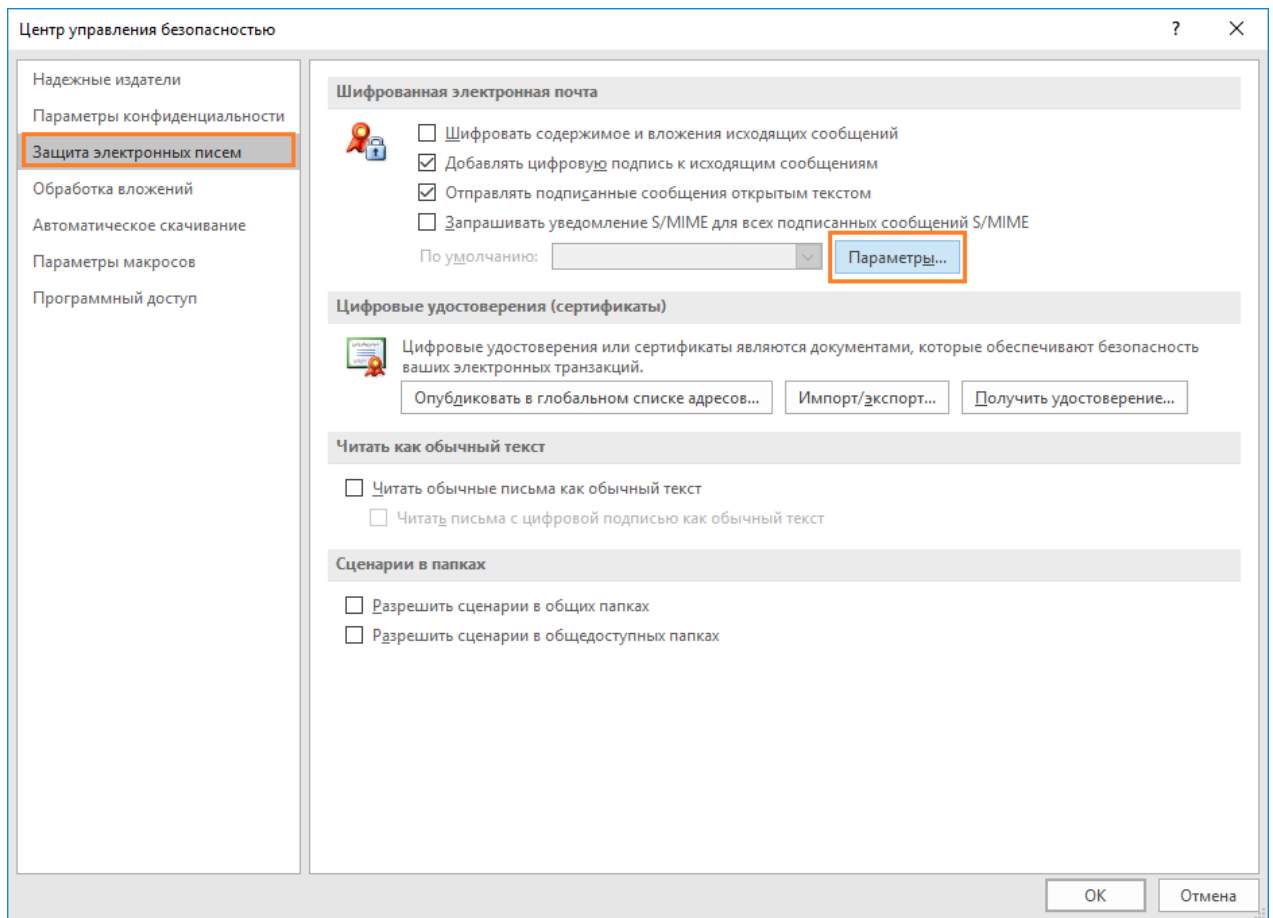 Центр управления безопасностью
?
Надежные издатели
Параметры конфиденциальности
Защита электронных писем
Обработка вложений
Автоматическое скачивание
Параметры макросов
Программный доступ
Шифрованная электронная почта
Шифровать содержимое и вложения исходящих сообщений
Добавлять цифровую подпись к исходящим сообщениям
Отправлять подписанные сообщения открытым текстом
Запрашивать уведомление S/MIME для всех подписанных сообщений S/MIME
По умолчанию:
Параметры...
Цифровые удостоверения (сертификаты)
Цифровые удостоверения или сертификаты являются документами, которые обеспечивают безопасность
ваших электронных транзакций.
Опубликовать в глобальном списке адресов... Импорт/экспорт... Получить удостоверение...
Читать как обычный текст
Читать обычные письма как обычный текст
Читать письма с цифровой подписью как обычный текст
Сценарии в папках
Разрешить сценарии в общих папках
Разрешить сценарии в общедоступных папках
ОК Отмена